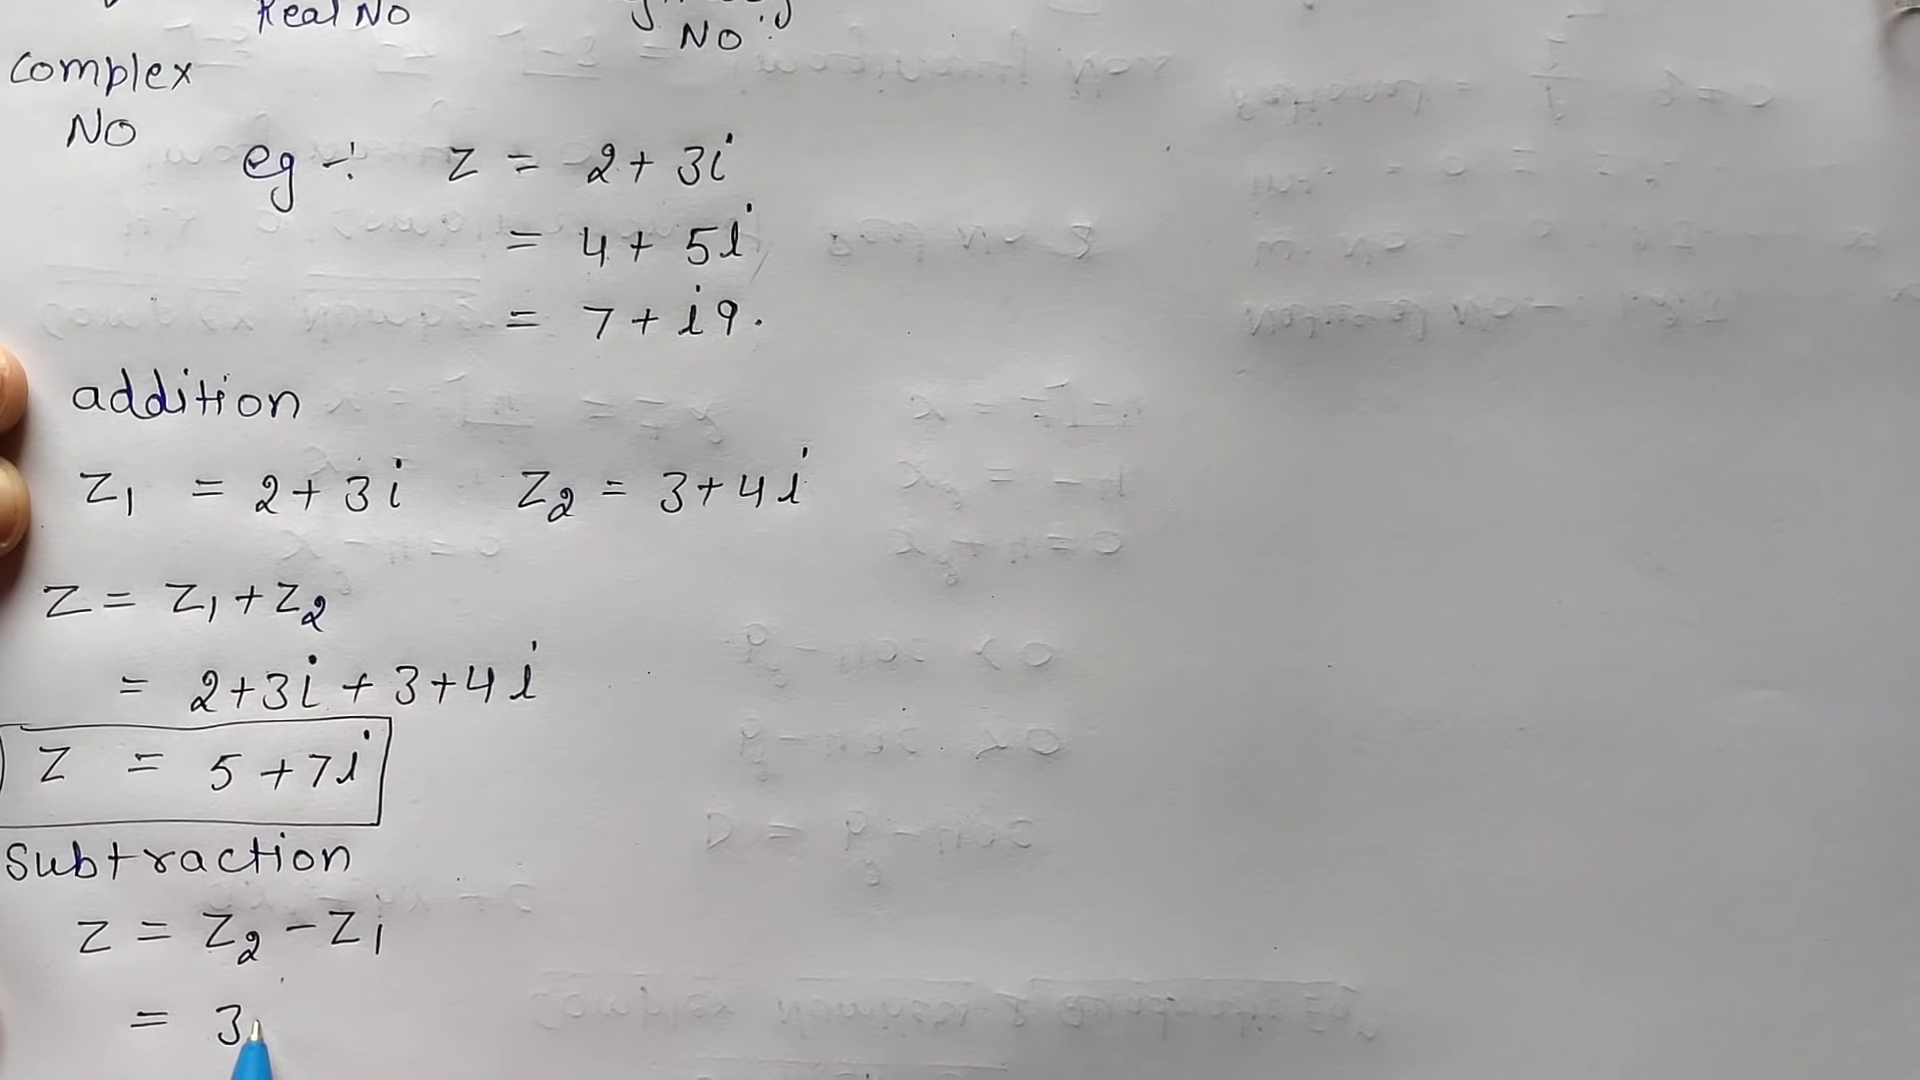 Real No
No
Complex
No
eg ÷ z = 2 + 3i
= 4 + 5i
= 7 + i9.
addition
Z1 = 2 + 3i Z2 = 3 + 4i
Z = Z1 + Z2
= 2 + 3i + 3 + 4i
Z = 5 + 7i
Subtraction
Z = Z2 - Z1
= 3